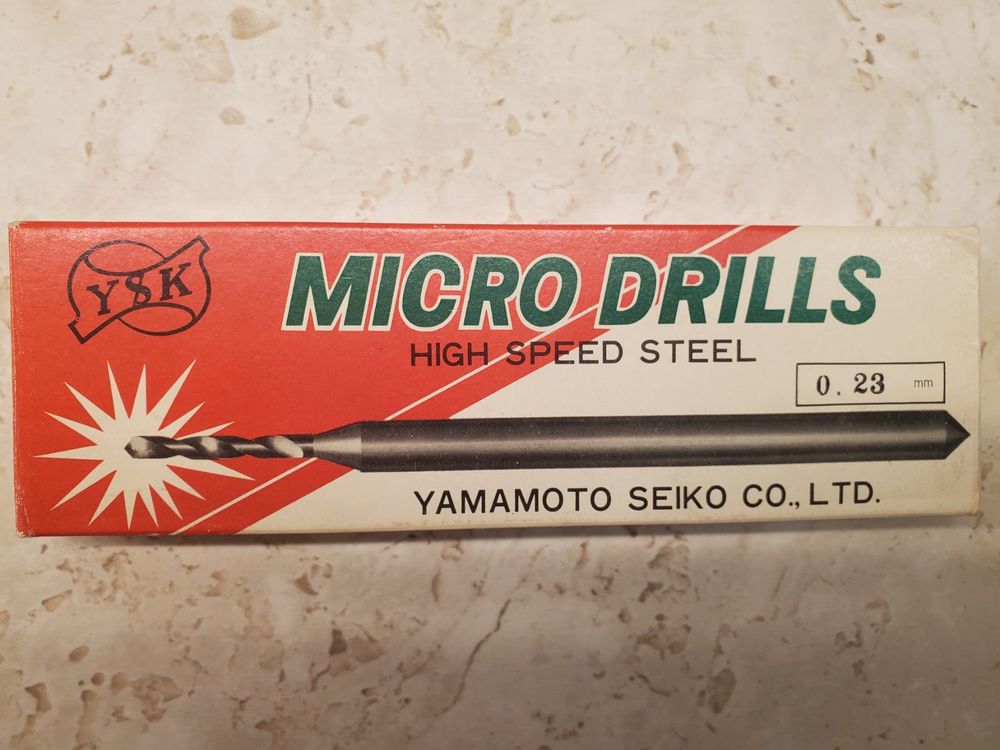 YSK
MICRO DRILLS
HIGH SPEED STEEL
0.23 mm
YAMAMOTO SEIKO CO., LTD.